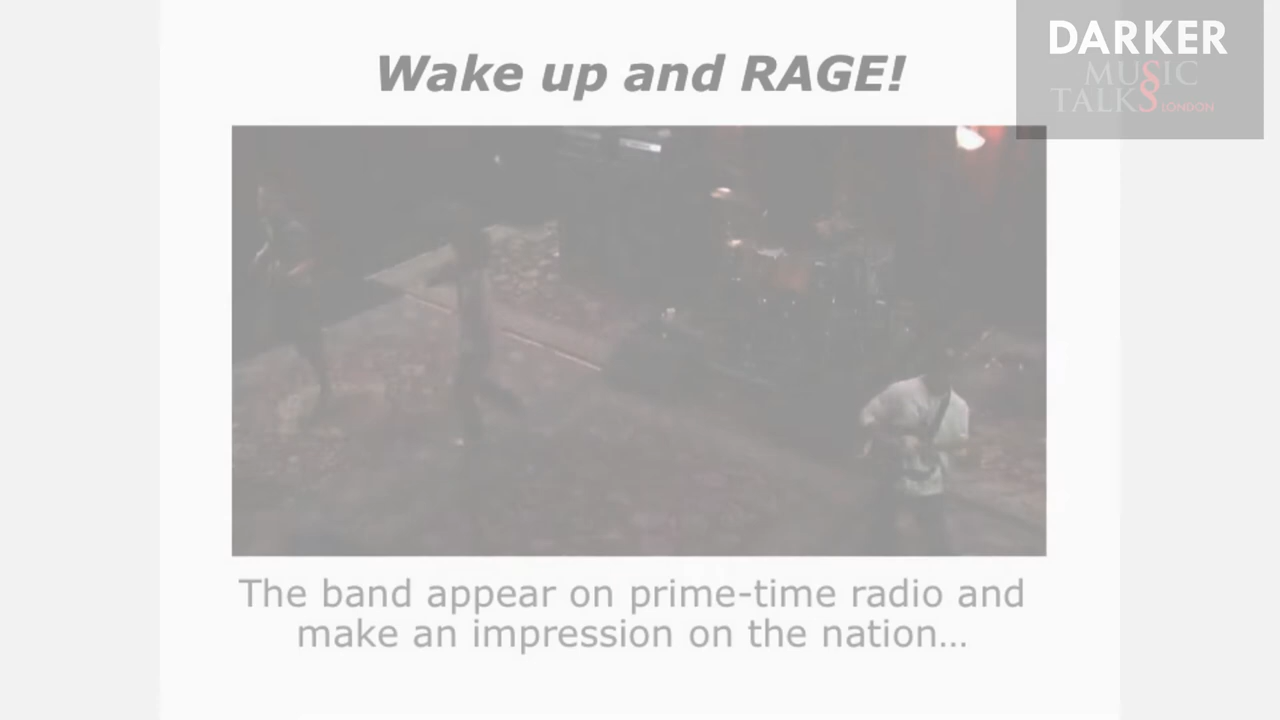 Wake up and RAGE!
DARKER
MUSIC
TALKS LONDON
The band appear on prime-time radio and
make an impression on the nation…